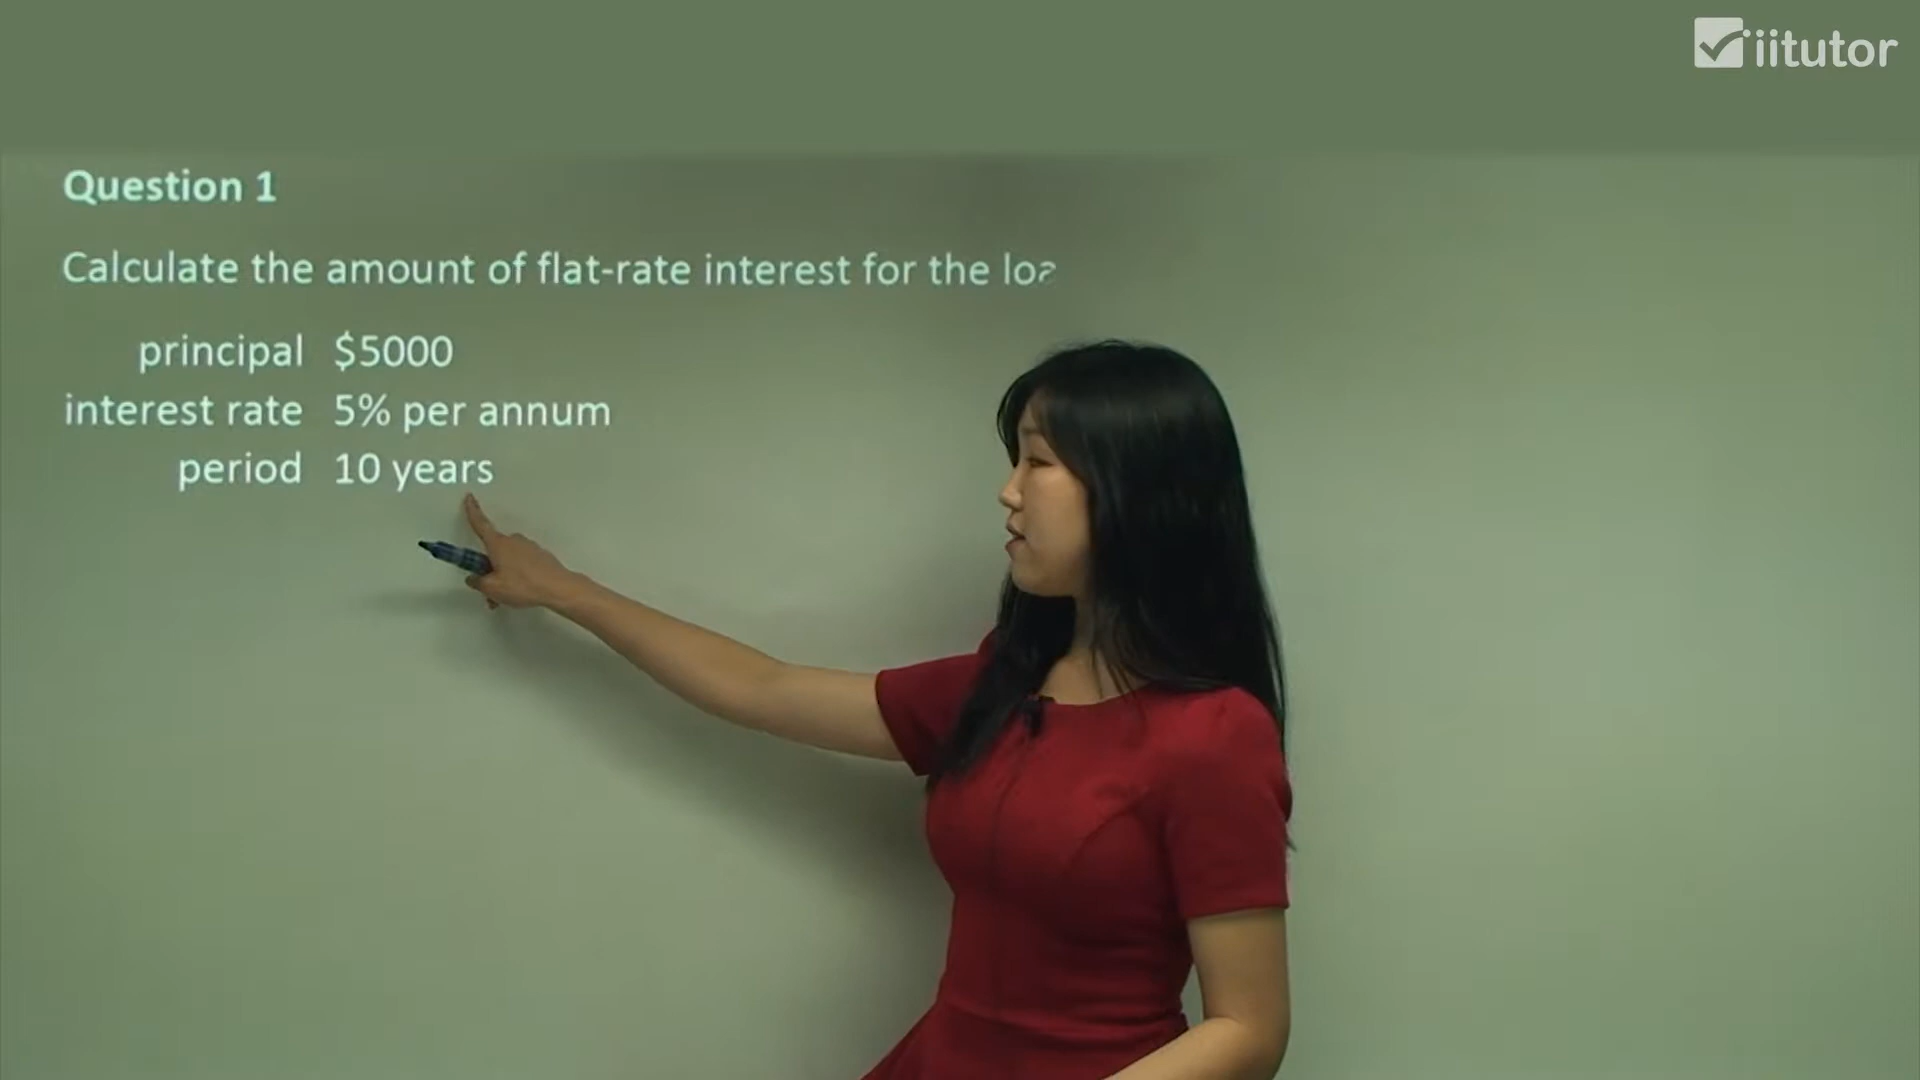 iitutor
Question 1
Calculate the amount of flat-rate interest for the
principal $5000
interest rate 5% per annum
period 10 years